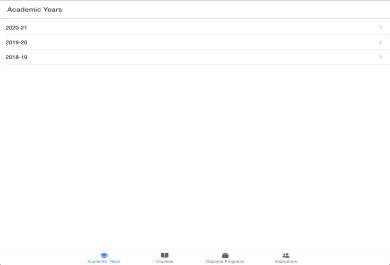 Academic Years
2020-21
2019-20
2018-19
Academic Years
Courses
Diploma Programs
Instructors